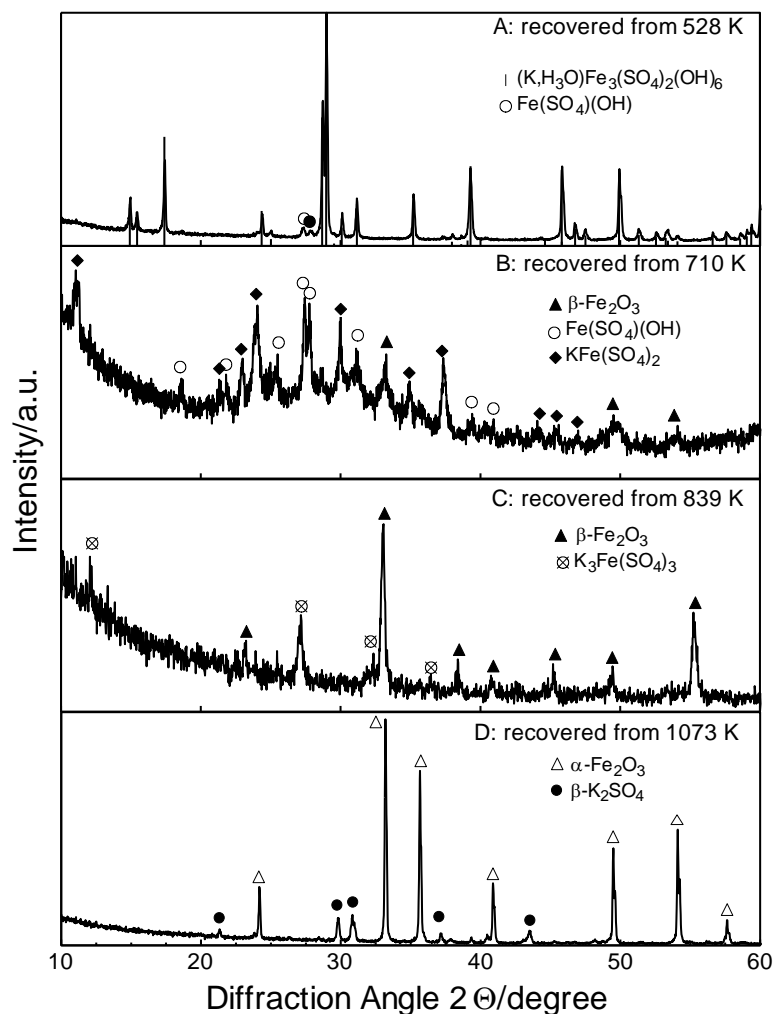 A: recovered from 528 K
(K,H₃O)Fe₃(SO₄)₂(OH)₆
Fe(SO₄)(OH)
B: recovered from 710 K
β-Fe₂O₃
Fe(SO₄)(OH)
KFe(SO₄)₂
C: recovered from 839 K
β-Fe₂O₃
K₃Fe(SO₄)₃
D: recovered from 1073 K
α-Fe₂O₃
β-K₂SO₄
Intensity/a.u.
10 20 30 40 50 60
Diffraction Angle 2 Θ/degree